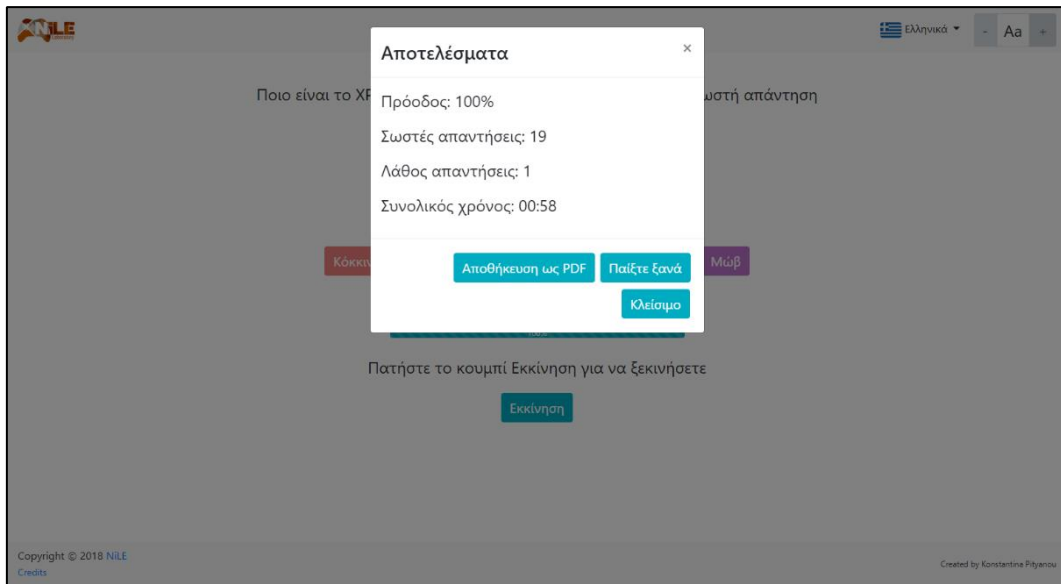 NiLE
Ελληνικά
- Aa +
Αποτελέσματα ×
Ποιο είναι το ΧΡ
απάντηση
Πρόοδος: 100%
Σωστές απαντήσεις: 19
Λάθος απαντήσεις: 1
Συνολικός χρόνος: 00:58
Μώβ
Αποθήκευση ως PDF Παίξτε ξανά
Κλείσιμο
Πατήστε το κουμπί Εκκίνηση για να ξεκινήσετε
Εκκίνηση
Copyright © 2018 NiLE
Credits
Created by Konstantina Pityanou